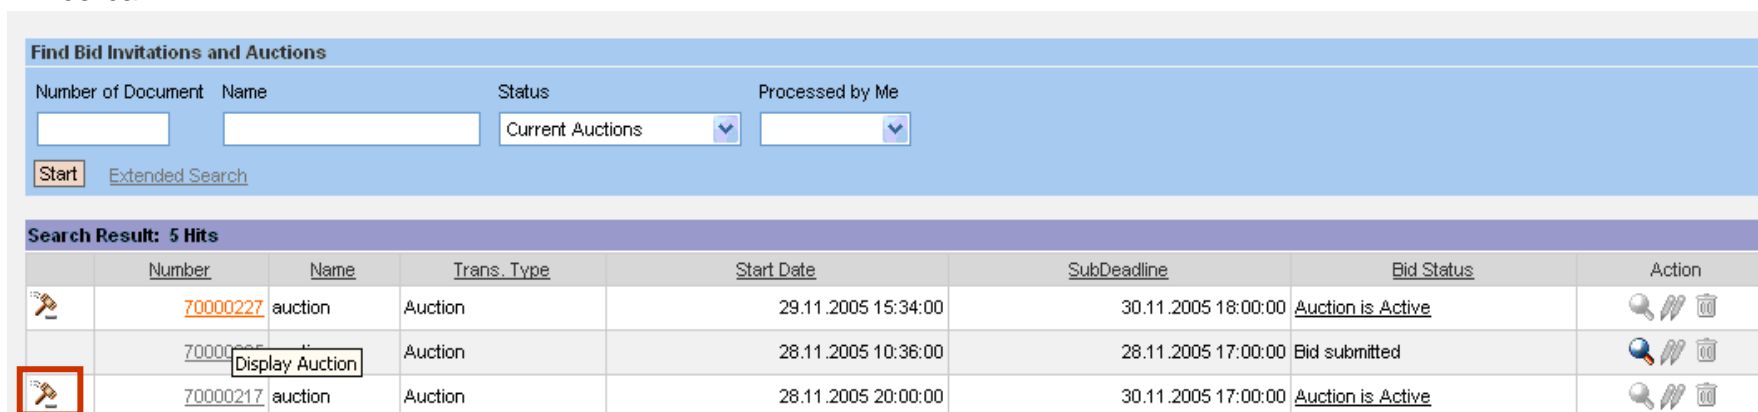 Find Bid Invitations and Auctions
Number of Document Name Status Processed by Me
Current Auctions
Start Extended Search
Search Result: 5 Hits
Number Name Trans. Type Start Date SubDeadline Bid Status Action
70000227 auction Auction 29.11.2005 15:34:00 30.11.2005 18:00:00 Auction is Active
Auction 28.11.2005 10:36:00 28.11.2005 17:00:00 Bid submitted
Display Auction
70000217 auction Auction 28.11.2005 20:00:00 30.11.2005 17:00:00 Auction is Active